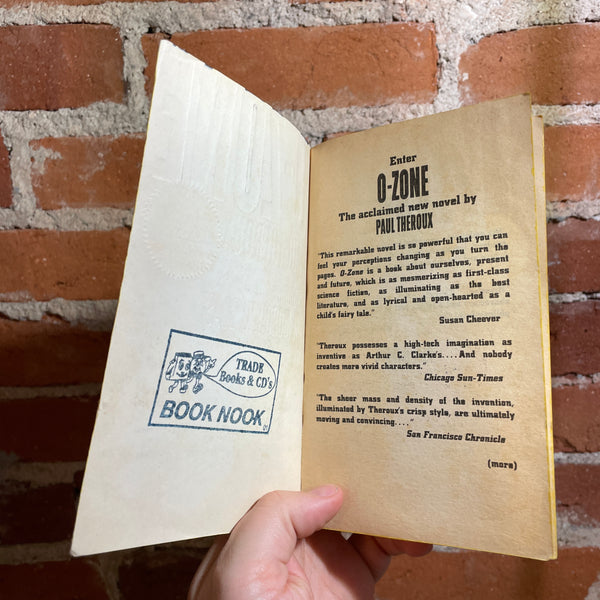 TRADE
Books & CD's
BOOK NOOK
Enter
O-ZONE
The acclaimed new novel by
PAUL THEROUX
"This remarkable novel is so powerful that you can
feel your perceptions changing as you turn the
pages. O-Zone is a book about ourselves, present
and future, which is as mesmerizing as first-class
science fiction, as illuminating as the best
literature, and as lyrical and open-hearted as a
child's fairy tale."
Susan Cheever
"Theroux possesses a high-tech imagination as
inventive as Arthur C. Clarke's....And nobody
creates more vivid characters."
Chicago Sun-Times
"The sheer mass and density of the invention,
illuminated by Theroux's crisp style, are ultimately
moving and convincing...."
San Francisco Chronicle
(more)